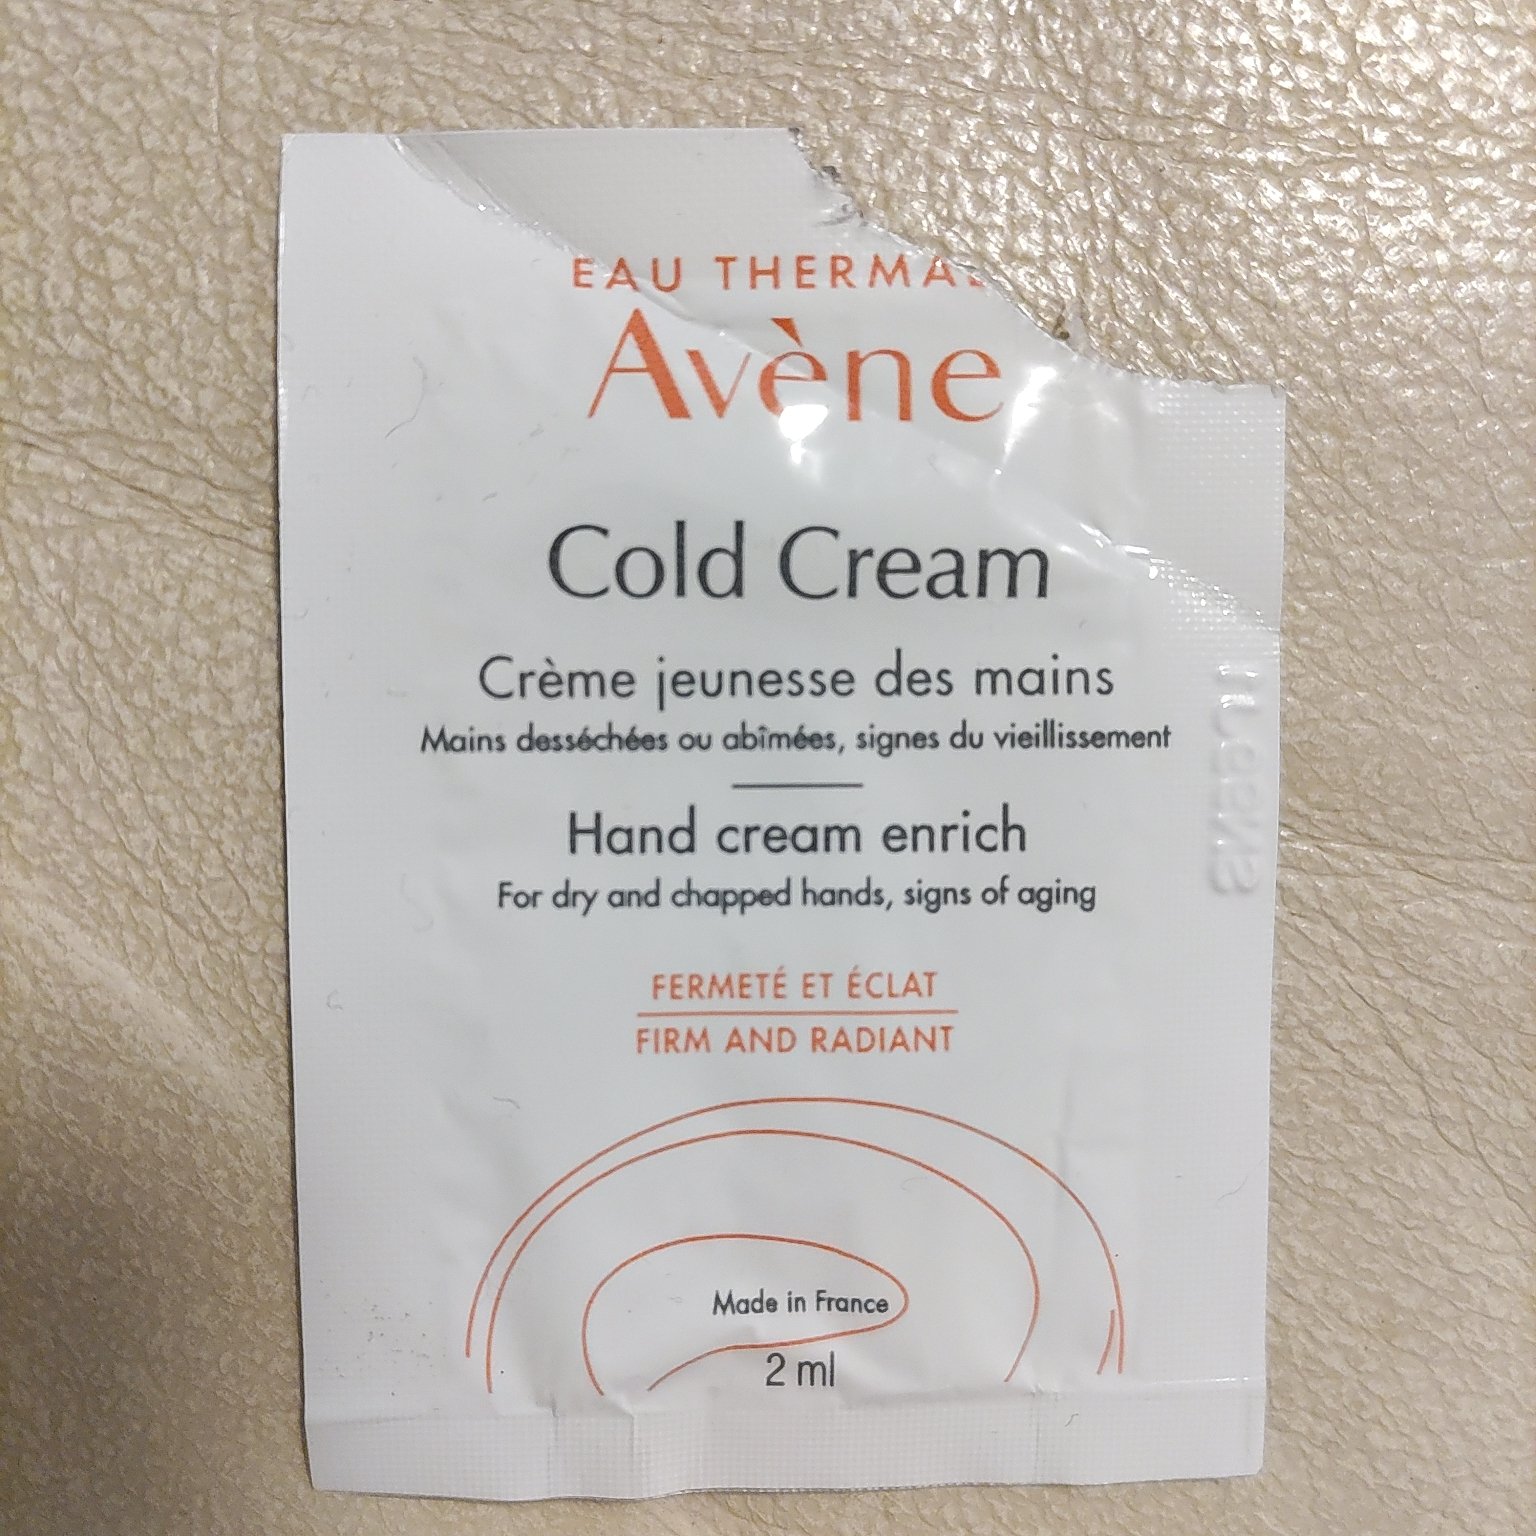 EAU THERMALE
Avène
Cold Cream
Crème jeunesse des mains
Mains desséchées ou abîmées, signes du vieillissement
Hand cream enrich
For dry and chapped hands, signs of aging
FERMETÉ ET ÉCLAT
FIRM AND RADIANT
Made in France
2 ml